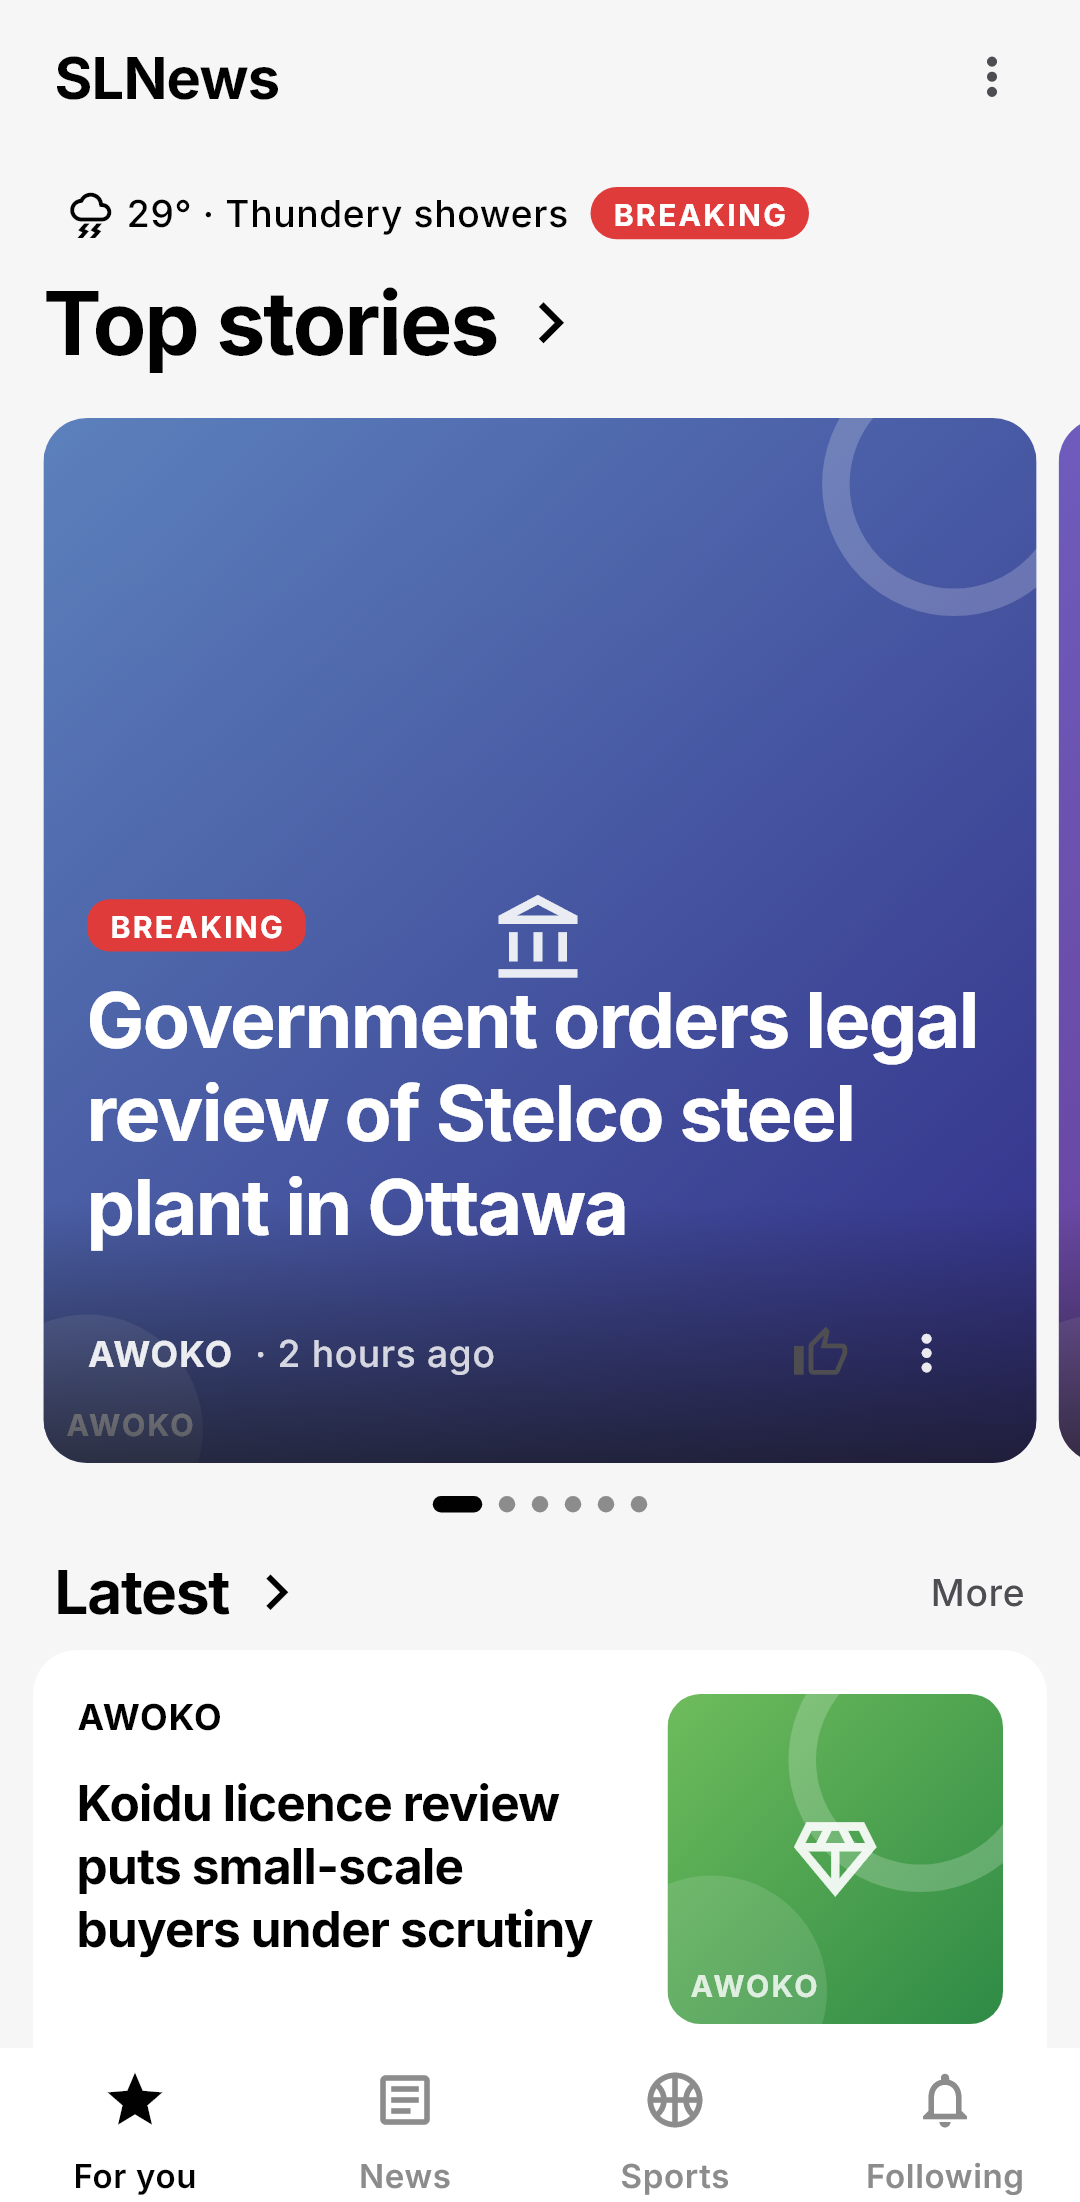 SLNews
29° · Thundery showers BREAKING
Top stories
BREAKING
Government orders legal
review of Stelco steel
plant in Ottawa
AWOKO · 2 hours ago
AWOKO
Latest
More
AWOKO
Koidu licence review
puts small-scale
buyers under scrutiny
AWOKO
For you
News
Sports
Following